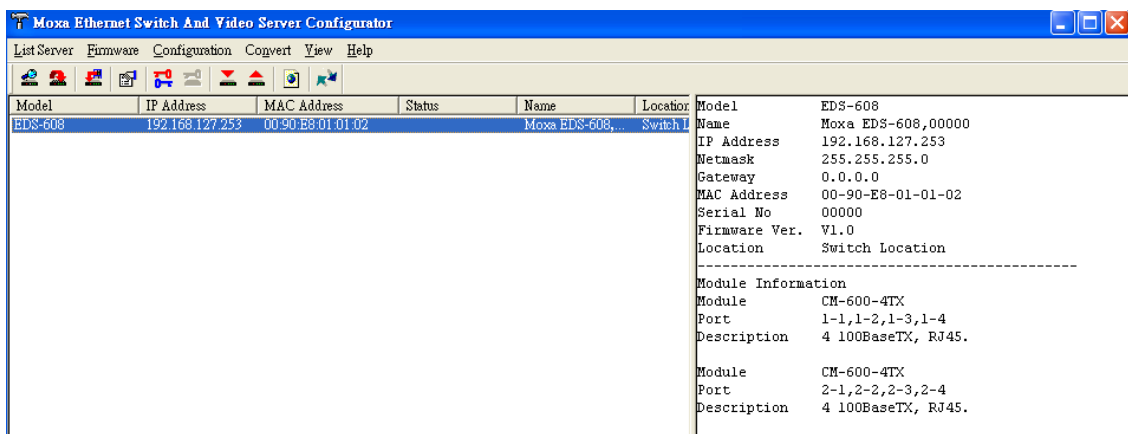 Moxa Ethernet Switch And Video Server Configurator
List Server Firmware Configuration Convert View Help
Model IP Address MAC Address Status Name Location
EDS-608 192.168.127.253 00:90:E8:01:01:02 Moxa EDS-608,... Switch L
Model EDS-608
Name Moxa EDS-608,00000
IP Address 192.168.127.253
Netmask 255.255.255.0
Gateway 0.0.0.0
MAC Address 00-90-E8-01-01-02
Serial No 00000
Firmware Ver. V1.0
Location Switch Location
------------------------------------------------
Module Information
Module CM-600-4TX
Port 1-1,1-2,1-3,1-4
Description 4 100BaseTX, RJ45.
Module CM-600-4TX
Port 2-1,2-2,2-3,2-4
Description 4 100BaseTX, RJ45.